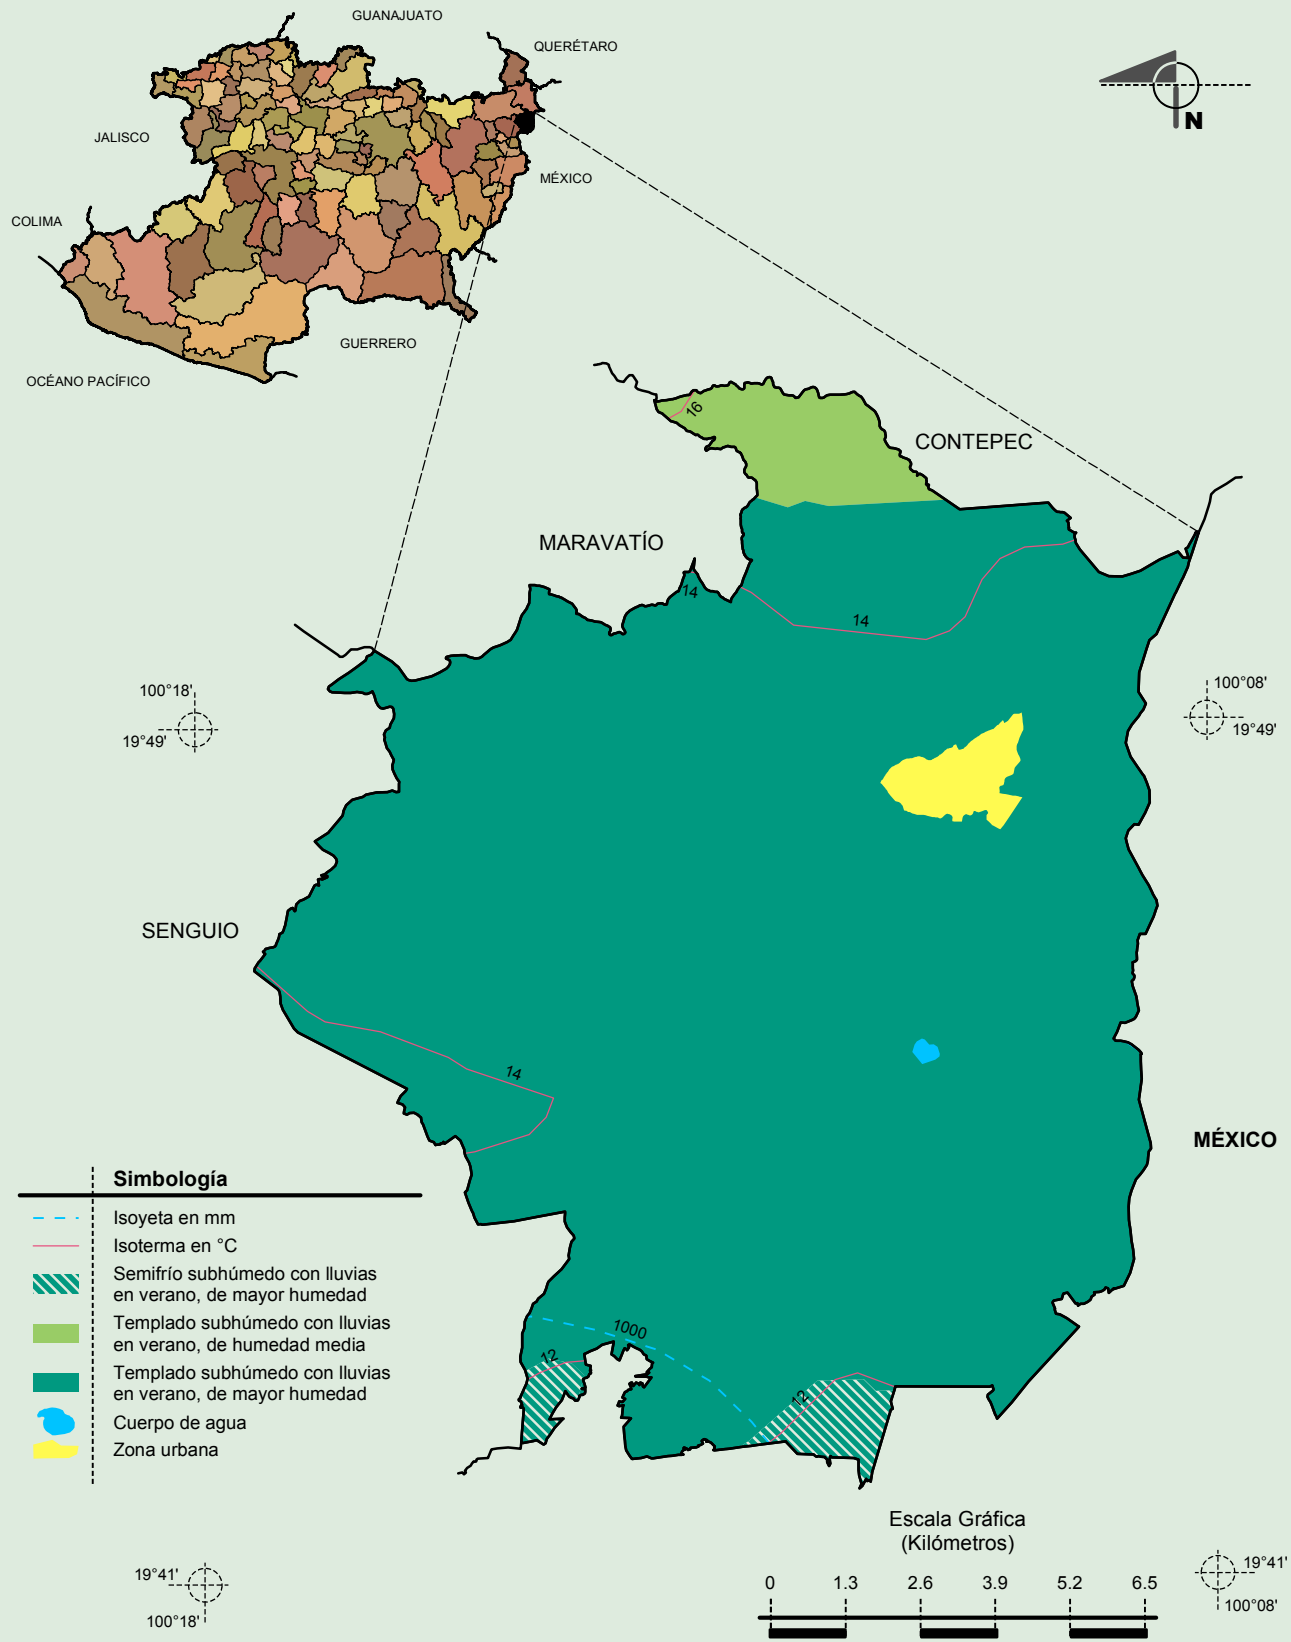 GUANAJUATO
QUERÉTARO
JALISCO
MÉXICO
COLIMA
GUERRERO
OCÉANO PACÍFICO
N
16
CONTEPEC
MARAVATÍO
14
14
100°18'
19°49'
100°08'
19°49'
SENGUIO
14
MÉXICO
Simbología
Isoyeta en mm
Isoterma en °C
Semifrío subhúmedo con lluvias
en verano, de mayor humedad
Templado subhúmedo con lluvias
en verano, de humedad media
Templado subhúmedo con lluvias
en verano, de mayor humedad
Cuerpo de agua
Zona urbana
1000
12
12
Escala Gráfica
(Kilómetros)
0 1.3 2.6 3.9 5.2 6.5
19°41'
100°18'
19°41'
100°08'